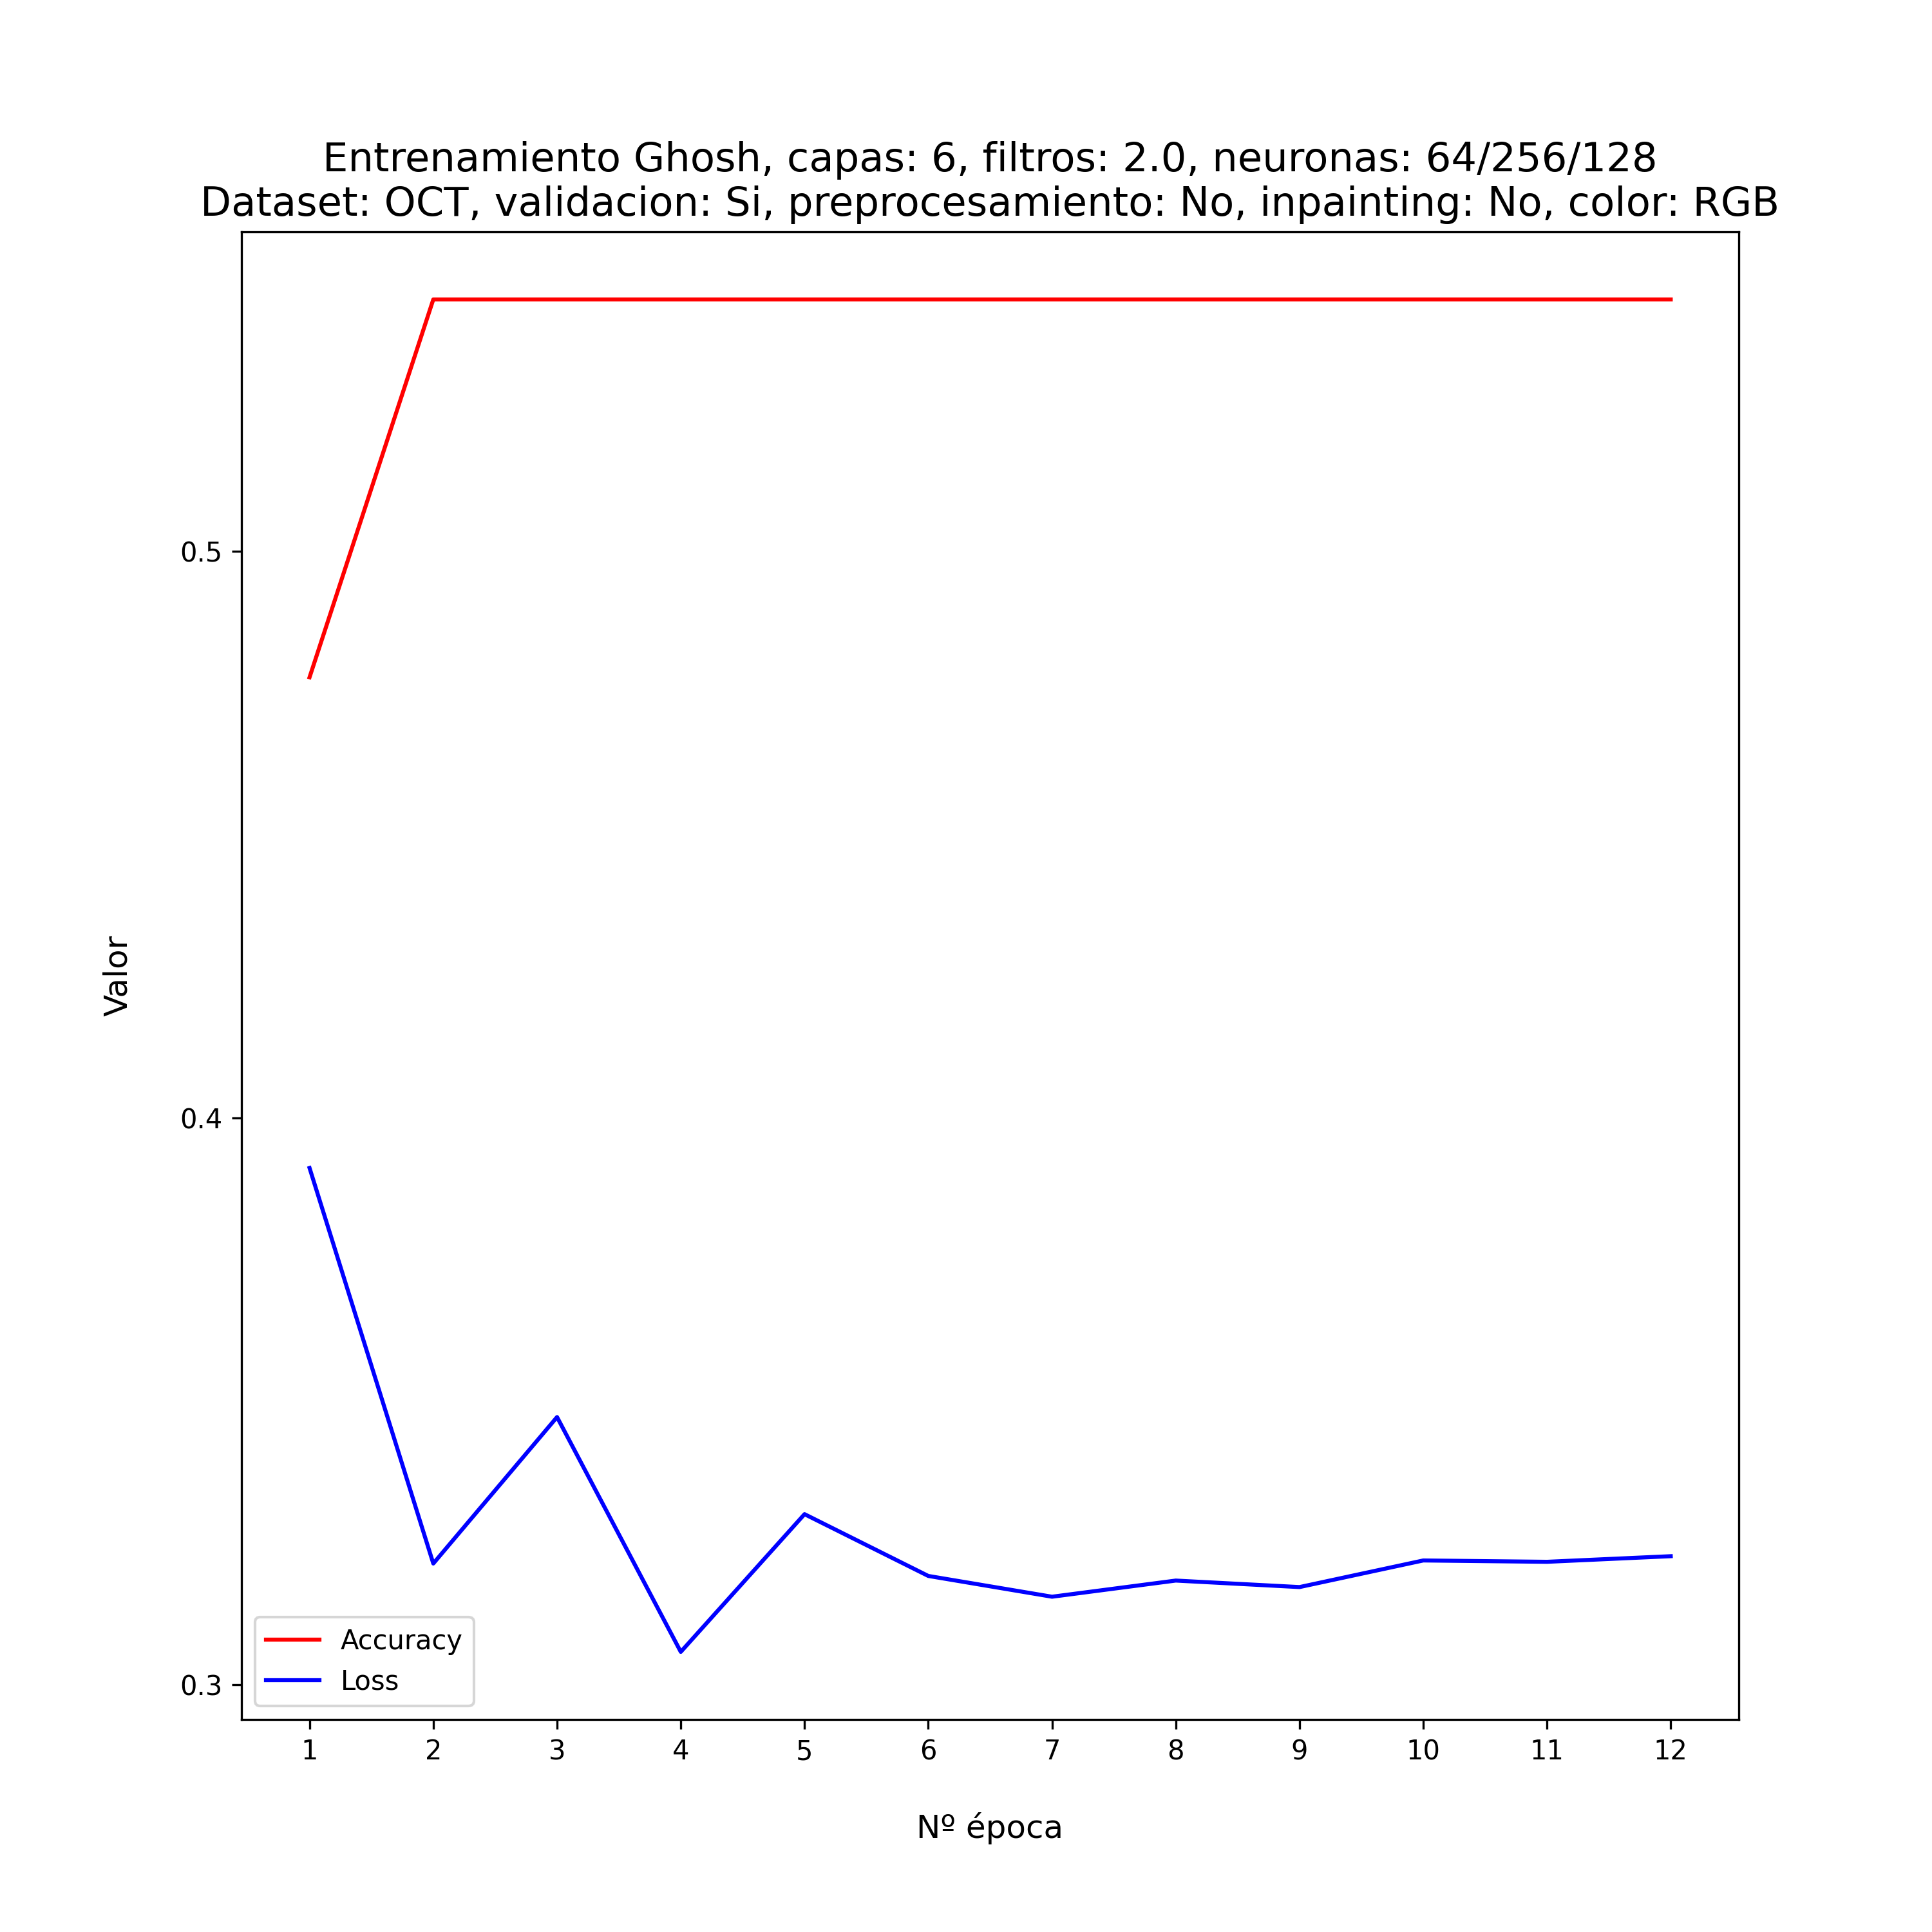 Entrenamiento Ghosh, capas: 6, filtros: 2.0, neuronas: 64/256/128
Dataset: OCT, validacion: Si, preprocesamiento: No, inpainting: No, color: RGB
0.5
0.4
0.3
Valor
Accuracy
Loss
1 2 3 4 5 6 7 8 9 10 11 12
Nº época